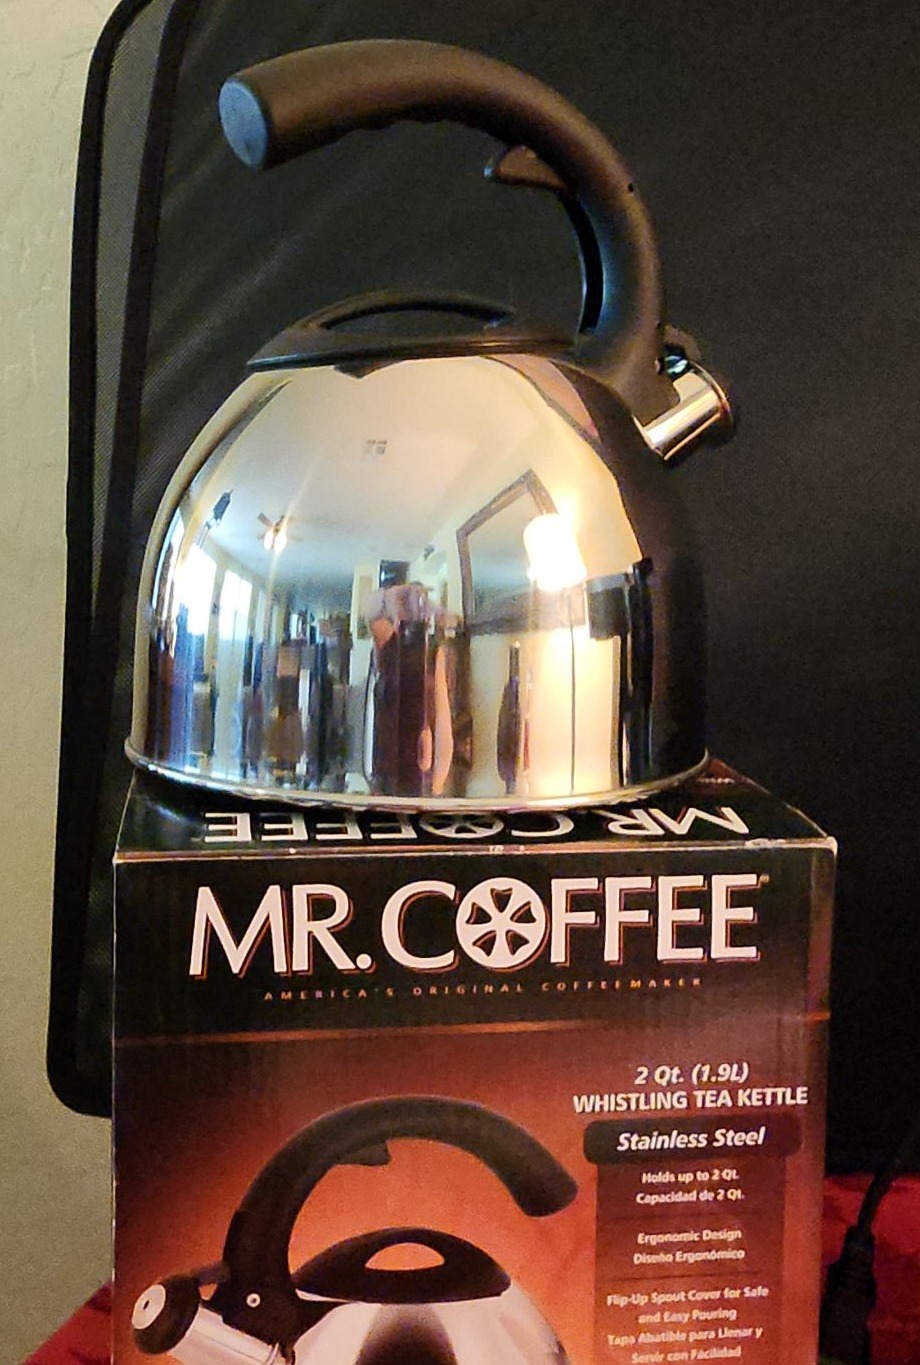 MR. COFFEE
MR. COFFEE®
AMERICA'S ORIGINAL COFFEEMAKER
2 Qt. (1.9L)
WHISTLING TEA KETTLE
Stainless Steel
Holds up to 2 Qt.
Capacidad de 2 Qt.
Ergonomic Design
Diseño Ergonómico
Flip-Up Spout Cover for Safe
and Easy Pouring
Tapa Abatible para Llenar y
Servir con Facilidad